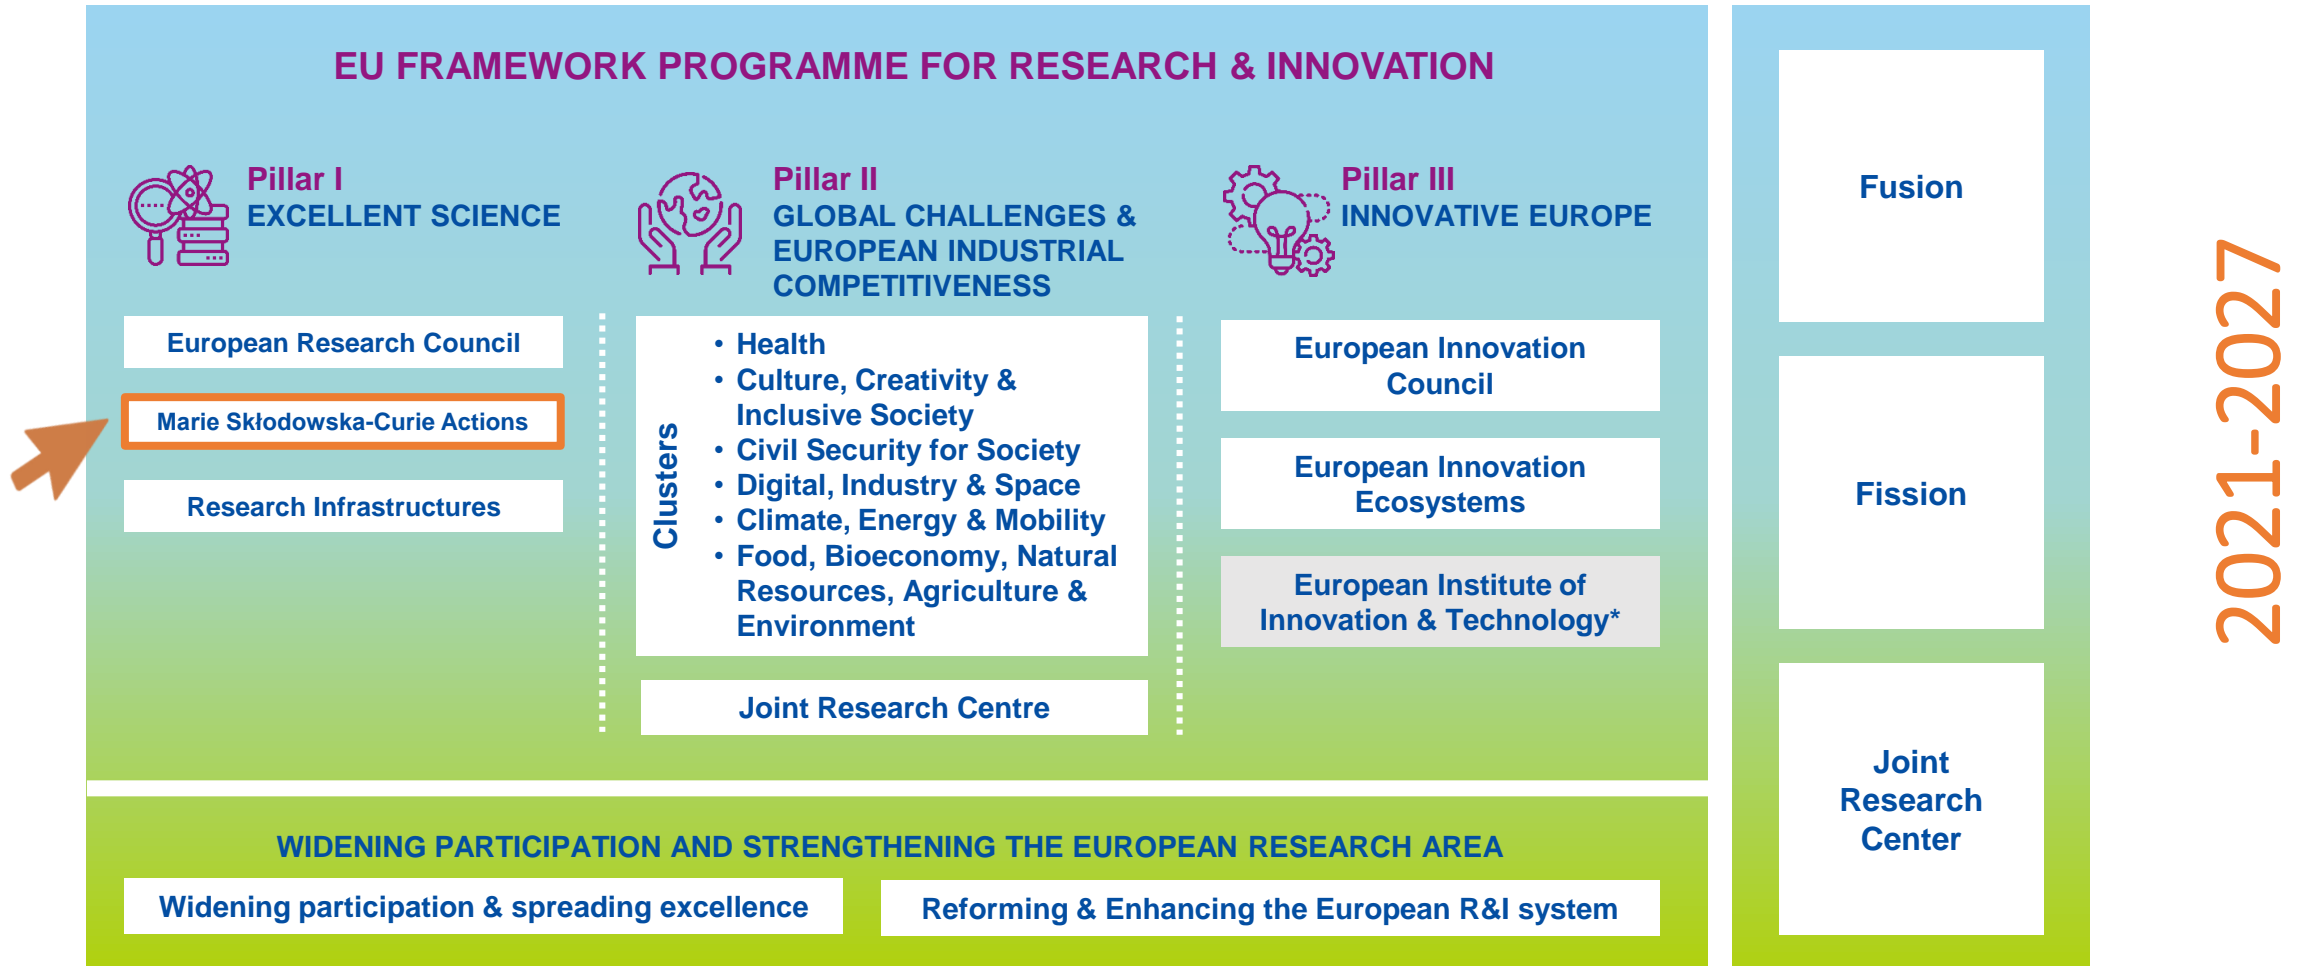 EU FRAMEWORK PROGRAMME FOR RESEARCH & INNOVATION
Pillar I
EXCELLENT SCIENCE
European Research Council
Marie Skłodowska-Curie Actions
Research Infrastructures
Pillar II
GLOBAL CHALLENGES &
EUROPEAN INDUSTRIAL
COMPETITIVENESS
Clusters
• Health
• Culture, Creativity &
Inclusive Society
• Civil Security for Society
• Digital, Industry & Space
• Climate, Energy & Mobility
• Food, Bioeconomy, Natural
Resources, Agriculture &
Environment
Joint Research Centre
Pillar III
INNOVATIVE EUROPE
European Innovation
Council
European Innovation
Ecosystems
European Institute of
Innovation & Technology*
WIDENING PARTICIPATION AND STRENGTHENING THE EUROPEAN RESEARCH AREA
Widening participation & spreading excellence
Reforming & Enhancing the European R&I system
Fusion
Fission
Joint
Research
Center
2021-2027